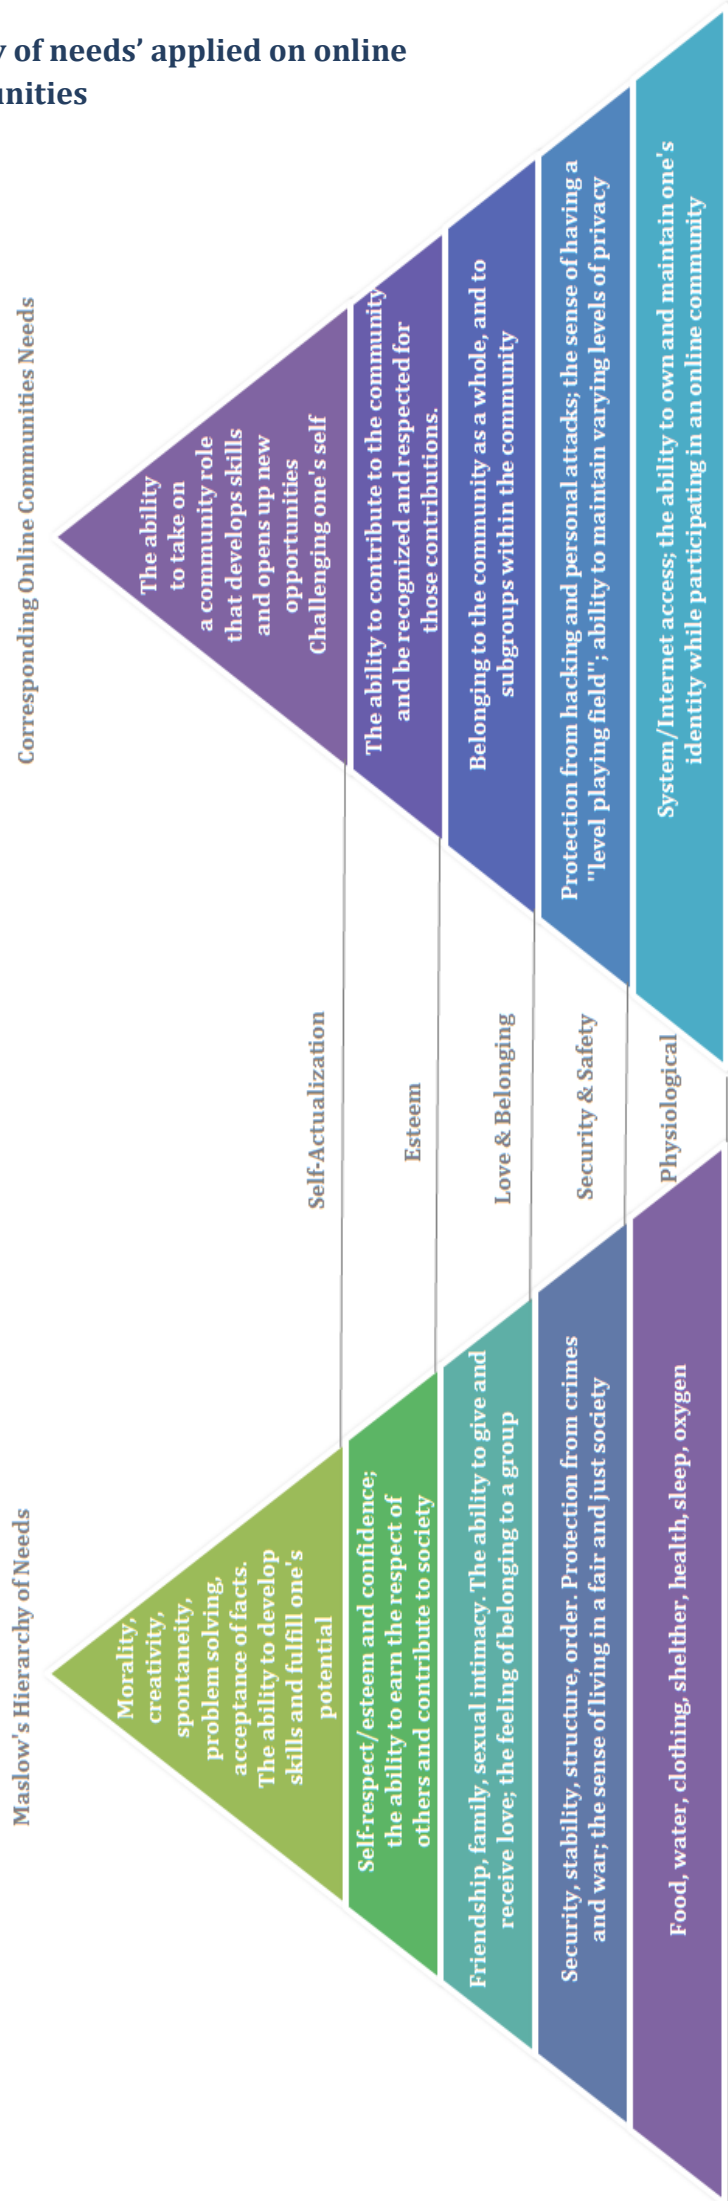 y of needs’ applied on online
unities
Maslow's Hierarchy of Needs
Morality,
creativity,
spontaneity,
problem solving,
acceptance of facts.
The ability to develop
skills and fulfill one's
potential
Self-respect/esteem and confidence;
the ability to earn the respect of
others and contribute to society
Friendship, family, sexual intimacy. The ability to give and
receive love; the feeling of belonging to a group
Security, stability, structure, order. Protection from crimes
and war; the sense of living in a fair and just society
Food, water, clothing, shelther, health, sleep, oxygen
Self-Actualization
Esteem
Love & Belonging
Security & Safety
Physiological
Corresponding Online Communities Needs
The ability
to take on
a community role
that develops skills
and opens up new
opportunities
Challenging one's self
The ability to contribute to the community
and be recognized and respected for
those contributions.
Belonging to the community as a whole, and to
subgroups within the community
Protection from hacking and personal attacks; the sense of having a
"level playing field"; ability to maintain varying levels of privacy
System/Internet access; the ability to own and maintain one's
identity while participating in an online community